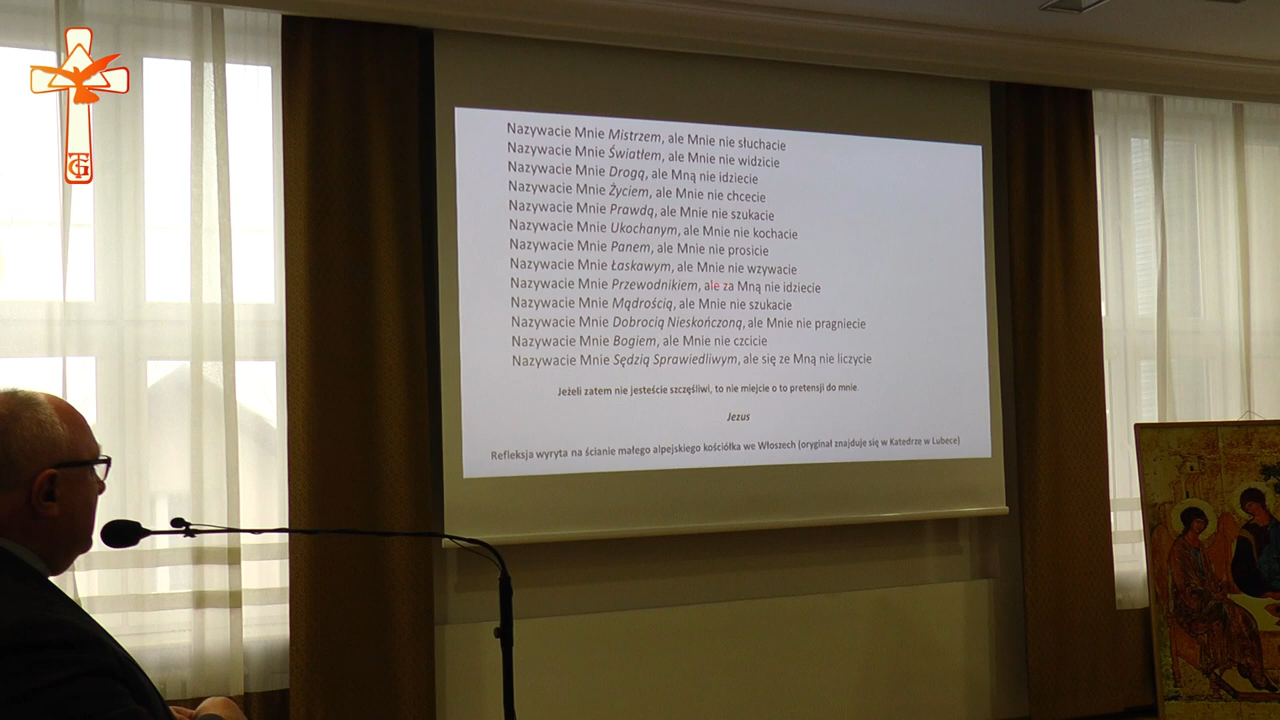 Nazywacie Mnie Mistrzem, ale Mnie nie słuchacie
Nazywacie Mnie Światłem, ale Mnie nie widzicie
Nazywacie Mnie Drogą, ale Mną nie idziecie
Nazywacie Mnie Życiem, ale Mnie nie chcecie
Nazywacie Mnie Prawdą, ale Mnie nie szukacie
Nazywacie Mnie Ukochanym, ale Mnie nie kochacie
Nazywacie Mnie Panem, ale Mnie nie prosicie
Nazywacie Mnie Łaskawym, ale Mnie nie wzywacie
Nazywacie Mnie Przewodnikiem, ale za Mną nie idziecie
Nazywacie Mnie Mądrością, ale Mnie nie szukacie
Nazywacie Mnie Dobrocią Nieskończoną, ale Mnie nie pragniecie
Nazywacie Mnie Bogiem, ale Mnie nie czcicie
Nazywacie Mnie Sędzią Sprawiedliwym, ale się ze Mną nie liczycie
Jeżeli zatem nie jesteście szczęśliwi, to nie miejcie o to pretensji do mnie.
Jezus
Refleksja wyryta na ścianie małego alpejskiego kościółka we Włoszech (oryginał znajduje się w Katedrze w Lubece)